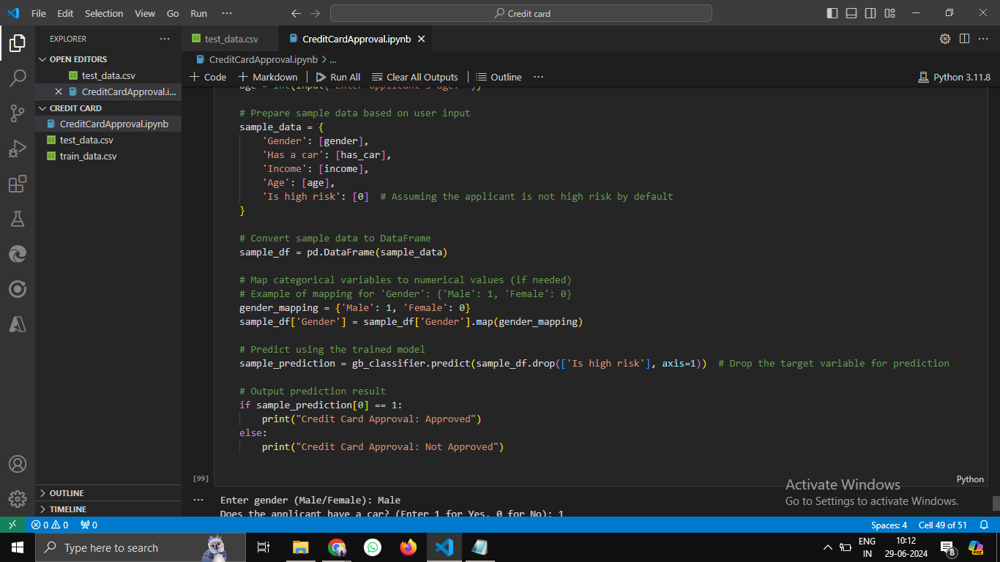 File Edit Selection View Go Run ···
Credit card
EXPLORER ···
OPEN EDITORS
test_data.csv
CreditCardApproval.i...
CREDIT CARD
CreditCardApproval.ipynb
test_data.csv
train_data.csv
OUTLINE
TIMELINE
test_data.csv
CreditCardApproval.ipynb
CreditCardApproval.ipynb > ...
+ Code + Markdown Run All Clear All Outputs Outline ···
Python 3.11.8
age = int(input("Enter applicant's age: "))
# Prepare sample data based on user input
sample_data = {
    'Gender': [gender],
    'Has a car': [has_car],
    'Income': [income],
    'Age': [age],
    'Is high risk': [0]  # Assuming the applicant is not high risk by default
}
# Convert sample data to DataFrame
sample_df = pd.DataFrame(sample_data)
# Map categorical variables to numerical values (if needed)
# Example of mapping for 'Gender': {'Male': 1, 'Female': 0}
gender_mapping = {'Male': 1, 'Female': 0}
sample_df['Gender'] = sample_df['Gender'].map(gender_mapping)
# Predict using the trained model
sample_prediction = gb_classifier.predict(sample_df.drop(['Is high risk'], axis=1))  # Drop the target variable for prediction
# Output prediction result
if sample_prediction[0] == 1:
    print("Credit Card Approval: Approved")
else:
    print("Credit Card Approval: Not Approved")
[99]
Python
··· Enter gender (Male/Female): Male
Does the applicant have a car? (Enter 1 for Yes, 0 for No): 1
Activate Windows
Go to Settings to activate Windows.
0 0 0
Spaces: 4 Cell 49 of 51
Type here to search
ENG
IN
10:12
29-06-2024
8
PRE